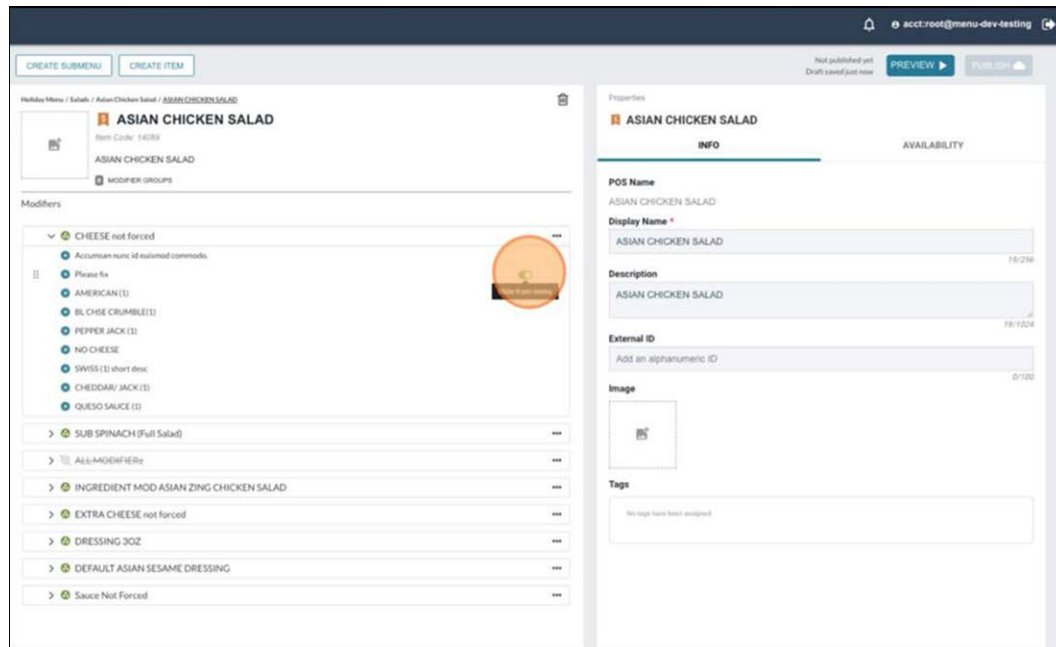 acct:root@menu-dev-testing
CREATE SUBMENU
CREATE ITEM
Not published yet
Draft saved just now
PREVIEW
PUBLISH
Holiday Menu / Salads / Asian Chicken Salad / ASIAN CHICKEN SALAD
ASIAN CHICKEN SALAD
Item Code: 14089
ASIAN CHICKEN SALAD
MODIFIER GROUPS
Modifiers
CHEESE not forced
Accumsan nunc id euismod commodo.
Please fix
Hide from menu
AMERICAN (1)
BL CHSE CRUMBLE(1)
PEPPER JACK (1)
NO CHEESE
SWISS (1) short desc
CHEDDAR/ JACK (1)
QUESO SAUCE (1)
SUB SPINACH (Full Salad)
ALL MODIFIERz
INGREDIENT MOD ASIAN ZING CHICKEN SALAD
EXTRA CHEESE not forced
DRESSING 3OZ
DEFAULT ASIAN SESAME DRESSING
Sauce Not Forced
Properties
ASIAN CHICKEN SALAD
INFO
AVAILABILITY
POS Name
ASIAN CHICKEN SALAD
Display Name *
ASIAN CHICKEN SALAD
19/256
Description
ASIAN CHICKEN SALAD
19/1024
External ID
Add an alphanumeric ID
0/100
Image
Tags
No tags have been assigned